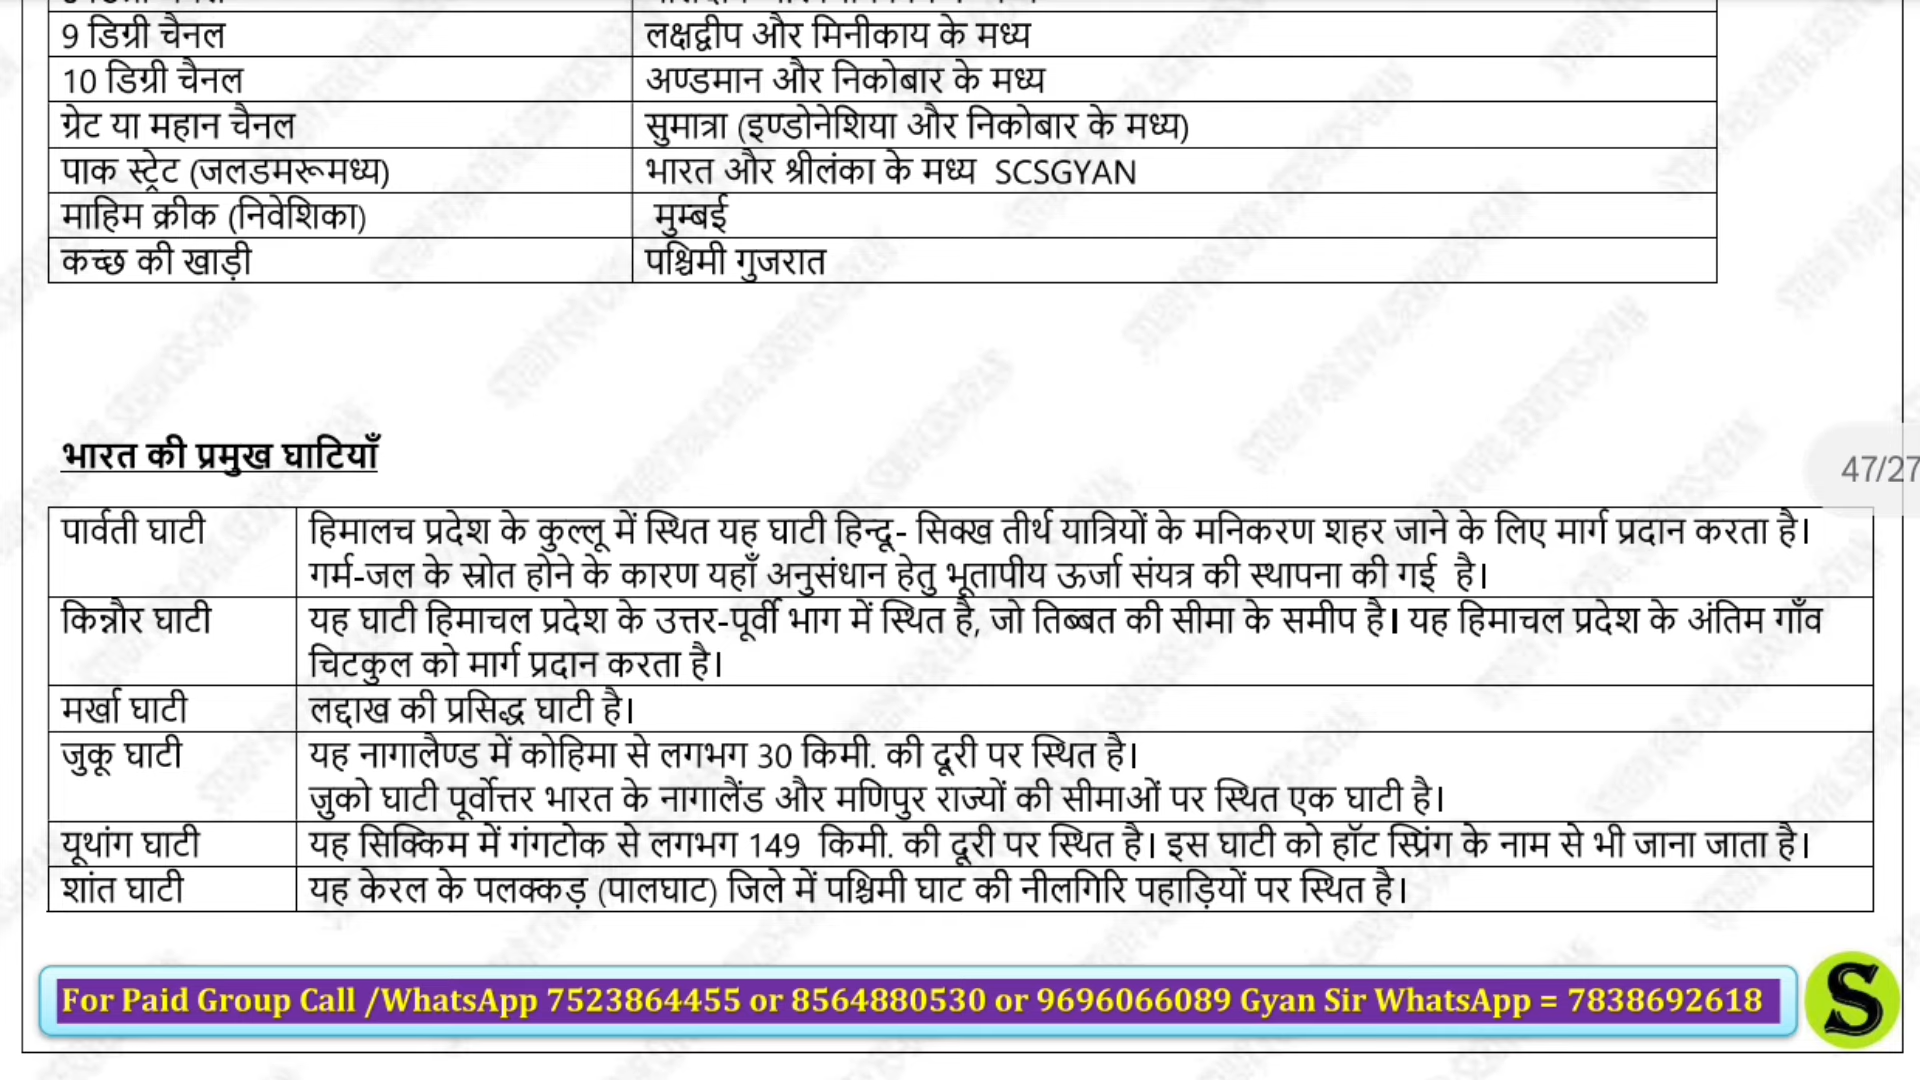 9 डिग्री चैनल लक्षद्वीप और मिनीकाय के मध्य
10 डिग्री चैनल अण्डमान और निकोबार के मध्य
ग्रेट या महान चैनल सुमात्रा (इण्डोनेशिया और निकोबार के मध्य)
पाक स्ट्रेट (जलडमरूमध्य) भारत और श्रीलंका के मध्य SCSGYAN
माहिम क्रीक (निवेशिका) मुम्बई
कच्छ की खाड़ी पश्चिमी गुजरात
भारत की प्रमुख घाटियाँ
47/27
पार्वती घाटी हिमालच प्रदेश के कुल्लू में स्थित यह घाटी हिन्दू- सिक्ख तीर्थ यात्रियों के मनिकरण शहर जाने के लिए मार्ग प्रदान करता है।
गर्म-जल के स्रोत होने के कारण यहाँ अनुसंधान हेतु भूतापीय ऊर्जा संयत्र की स्थापना की गई है।
किन्नौर घाटी यह घाटी हिमाचल प्रदेश के उत्तर-पूर्वी भाग में स्थित है, जो तिब्बत की सीमा के समीप है। यह हिमाचल प्रदेश के अंतिम गाँव
चिटकुल को मार्ग प्रदान करता है।
मर्खा घाटी लद्दाख की प्रसिद्ध घाटी है।
जुकू घाटी यह नागालैण्ड में कोहिमा से लगभग 30 किमी. की दूरी पर स्थित है।
ज़ुको घाटी पूर्वोत्तर भारत के नागालैंड और मणिपुर राज्यों की सीमाओं पर स्थित एक घाटी है।
यूथांग घाटी यह सिक्किम में गंगटोक से लगभग 149 किमी. की दूरी पर स्थित है। इस घाटी को हॉट स्प्रिंग के नाम से भी जाना जाता है।
शांत घाटी यह केरल के पलक्कड़ (पालघाट) जिले में पश्चिमी घाट की नीलगिरि पहाड़ियों पर स्थित है।
For Paid Group Call /WhatsApp 7523864455 or 8564880530 or 9696066089 Gyan Sir WhatsApp = 7838692618
S